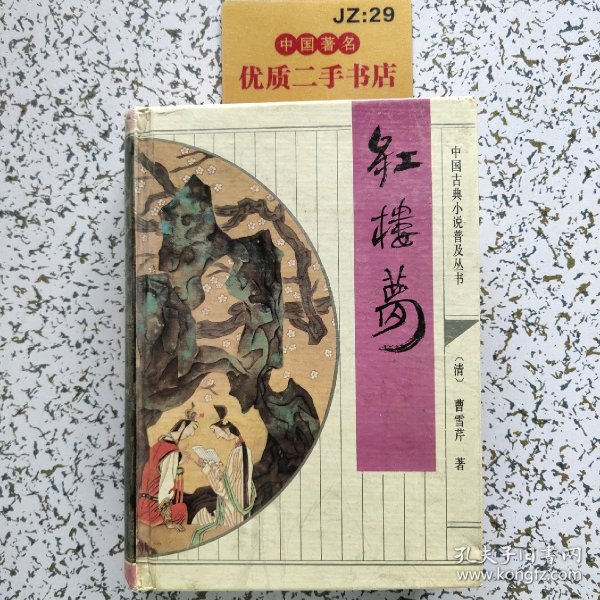 JZ:29
中国著名
优质二手书店
红楼夢
中国古典小说普及丛书
（清） 曹雪芹 著
孔夫子旧书网
www.kongfz.com